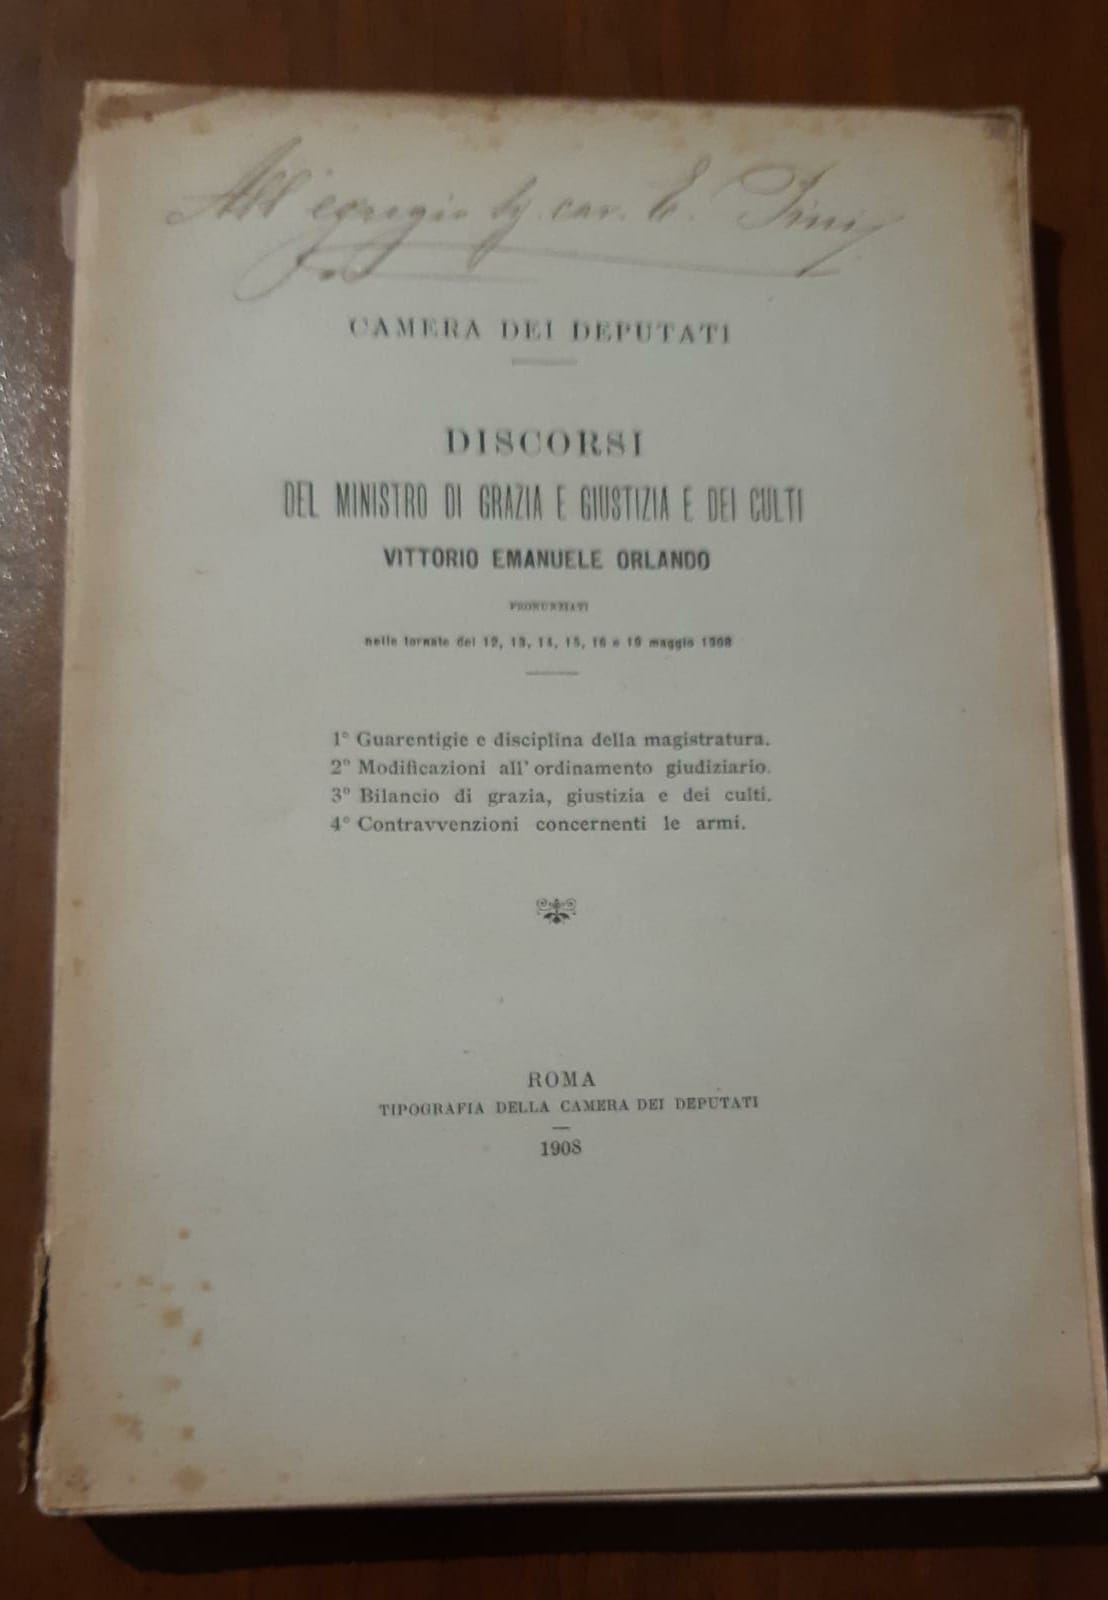 All' egregio Sig. cav. E. Tini
CAMERA DEI DEPUTATI
DISCORSI
DEL MINISTRO DI GRAZIA E GIUSTIZIA E DEI CULTI
VITTORIO EMANUELE ORLANDO
PRONUNZIATI
nelle tornate del 12, 13, 14, 15, 16 e 19 maggio 1908
1° Guarentigie e disciplina della magistratura.
2° Modificazioni all' ordinamento giudiziario.
3° Bilancio di grazia, giustizia e dei culti.
4° Contravvenzioni concernenti le armi.
ROMA
TIPOGRAFIA DELLA CAMERA DEI DEPUTATI
1908